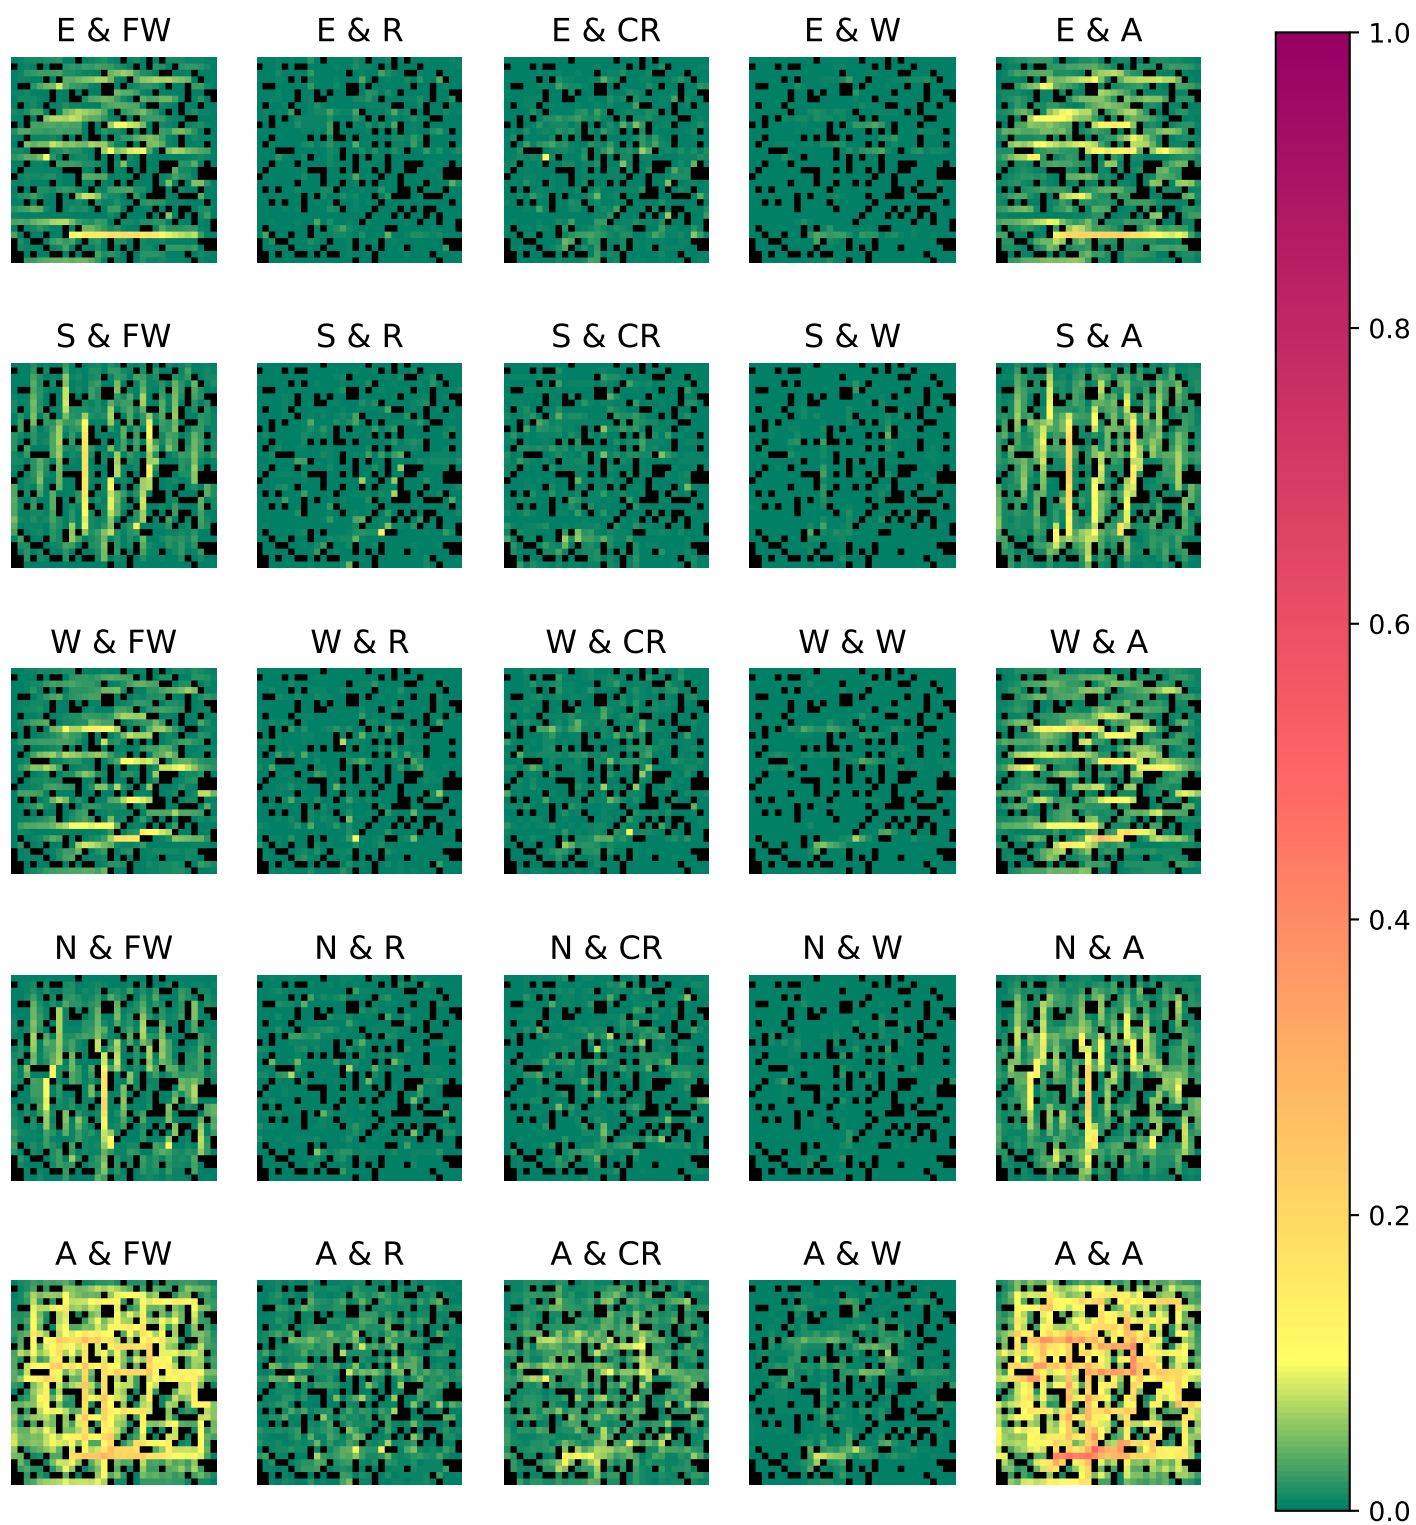 E & FW
E & R
E & CR
E & W
E & A
S & FW
S & R
S & CR
S & W
S & A
W & FW
W & R
W & CR
W & W
W & A
N & FW
N & R
N & CR
N & W
N & A
A & FW
A & R
A & CR
A & W
A & A
1.0
0.8
0.6
0.4
0.2
0.0